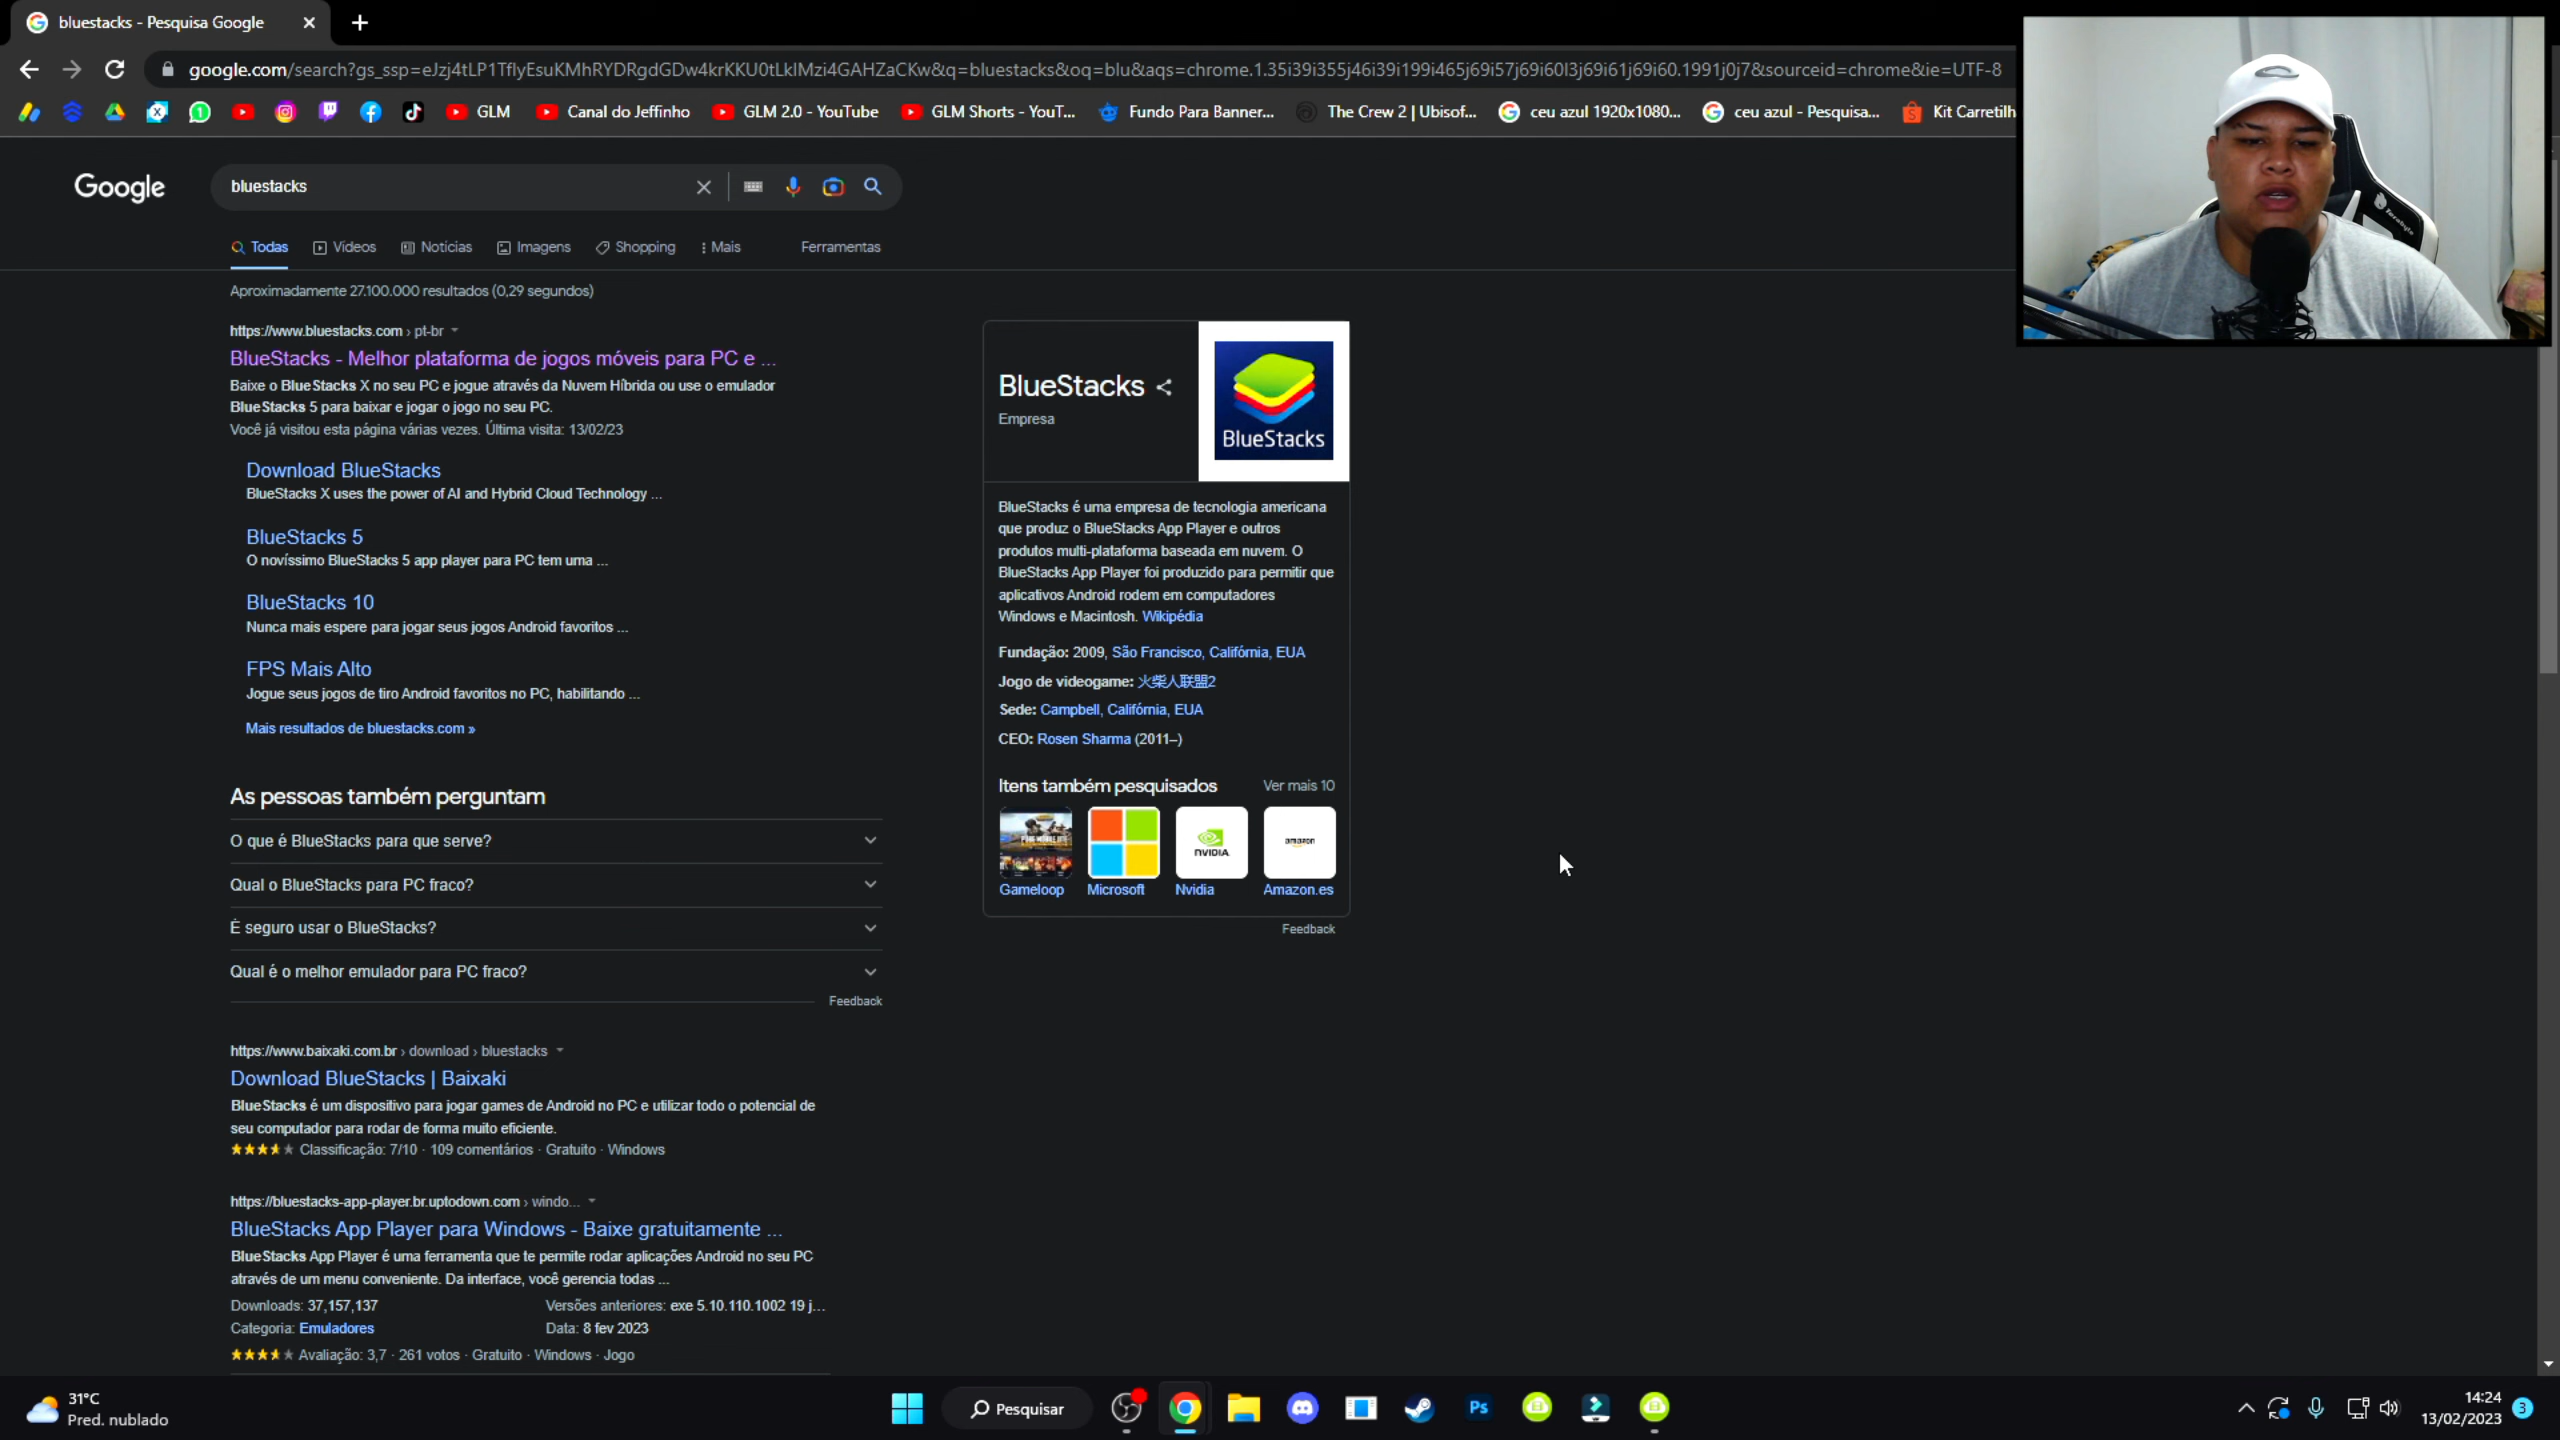 bluestacks - Pesquisa Google
google.com/search?gs_ssp=eJzj4tLP1TflyEsuKMhRYDRgdGDw4krKKU0tLklMzi4GAHZaCKw&q=bluestacks&oq=blu&aqs=chrome.1.35i39i355j46i39i199i465j69i57j69i60l3j69i61j69i60.1991j0j7&sourceid=chrome&ie=UTF-8
GLM
Canal do Jeffinho
GLM 2.0 - YouTube
GLM Shorts - YouT...
Fundo Para Banner...
The Crew 2 | Ubisof...
ceu azul 1920x1080...
ceu azul - Pesquisa...
Kit Carretilh
Google
bluestacks
Todas
Vídeos
Notícias
Imagens
Shopping
Mais
Ferramentas
Aproximadamente 27.100.000 resultados (0,29 segundos)
https://www.bluestacks.com › pt-br
BlueStacks - Melhor plataforma de jogos móveis para PC e ...
Baixe o BlueStacks X no seu PC e jogue através da Nuvem Híbrida ou use o emulador
BlueStacks 5 para baixar e jogar o jogo no seu PC.
Você já visitou esta página várias vezes. Última visita: 13/02/23
Download BlueStacks
BlueStacks X uses the power of AI and Hybrid Cloud Technology ...
BlueStacks 5
O novíssimo BlueStacks 5 app player para PC tem uma ...
BlueStacks 10
Nunca mais espere para jogar seus jogos Android favoritos ...
FPS Mais Alto
Jogue seus jogos de tiro Android favoritos no PC, habilitando ...
Mais resultados de bluestacks.com »
As pessoas também perguntam
O que é BlueStacks para que serve?
Qual o BlueStacks para PC fraco?
É seguro usar o BlueStacks?
Qual é o melhor emulador para PC fraco?
Feedback
https://www.baixaki.com.br › download › bluestacks
Download BlueStacks | Baixaki
BlueStacks é um dispositivo para jogar games de Android no PC e utilizar todo o potencial de
seu computador para rodar de forma muito eficiente.
Classificação: 7/10 · 109 comentários · Gratuito · Windows
https://bluestacks-app-player.br.uptodown.com › windo...
BlueStacks App Player para Windows - Baixe gratuitamente ...
BlueStacks App Player é uma ferramenta que te permite rodar aplicações Android no seu PC
através de um menu conveniente. Da interface, você gerencia todas ...
Downloads: 37,157,137
Versões anteriores: exe 5.10.110.1002 19 j...
Categoria: Emuladores
Data: 8 fev 2023
Avaliação: 3,7 · 261 votos · Gratuito · Windows · Jogo
BlueStacks
Empresa
BlueStacks
BlueStacks é uma empresa de tecnologia americana
que produz o BlueStacks App Player e outros
produtos multi-plataforma baseada em nuvem. O
BlueStacks App Player foi produzido para permitir que
aplicativos Android rodem em computadores
Windows e Macintosh. Wikipédia
Fundação: 2009, São Francisco, Califórnia, EUA
Jogo de videogame: 火柴人联盟2
Sede: Campbell, Califórnia, EUA
CEO: Rosen Sharma (2011–)
Itens também pesquisados
Ver mais 10
NVIDIA
amazon
Gameloop
Microsoft
Nvidia
Amazon.es
Feedback
31°C
Pred. nublado
Pesquisar
Ps
14:24
13/02/2023
3